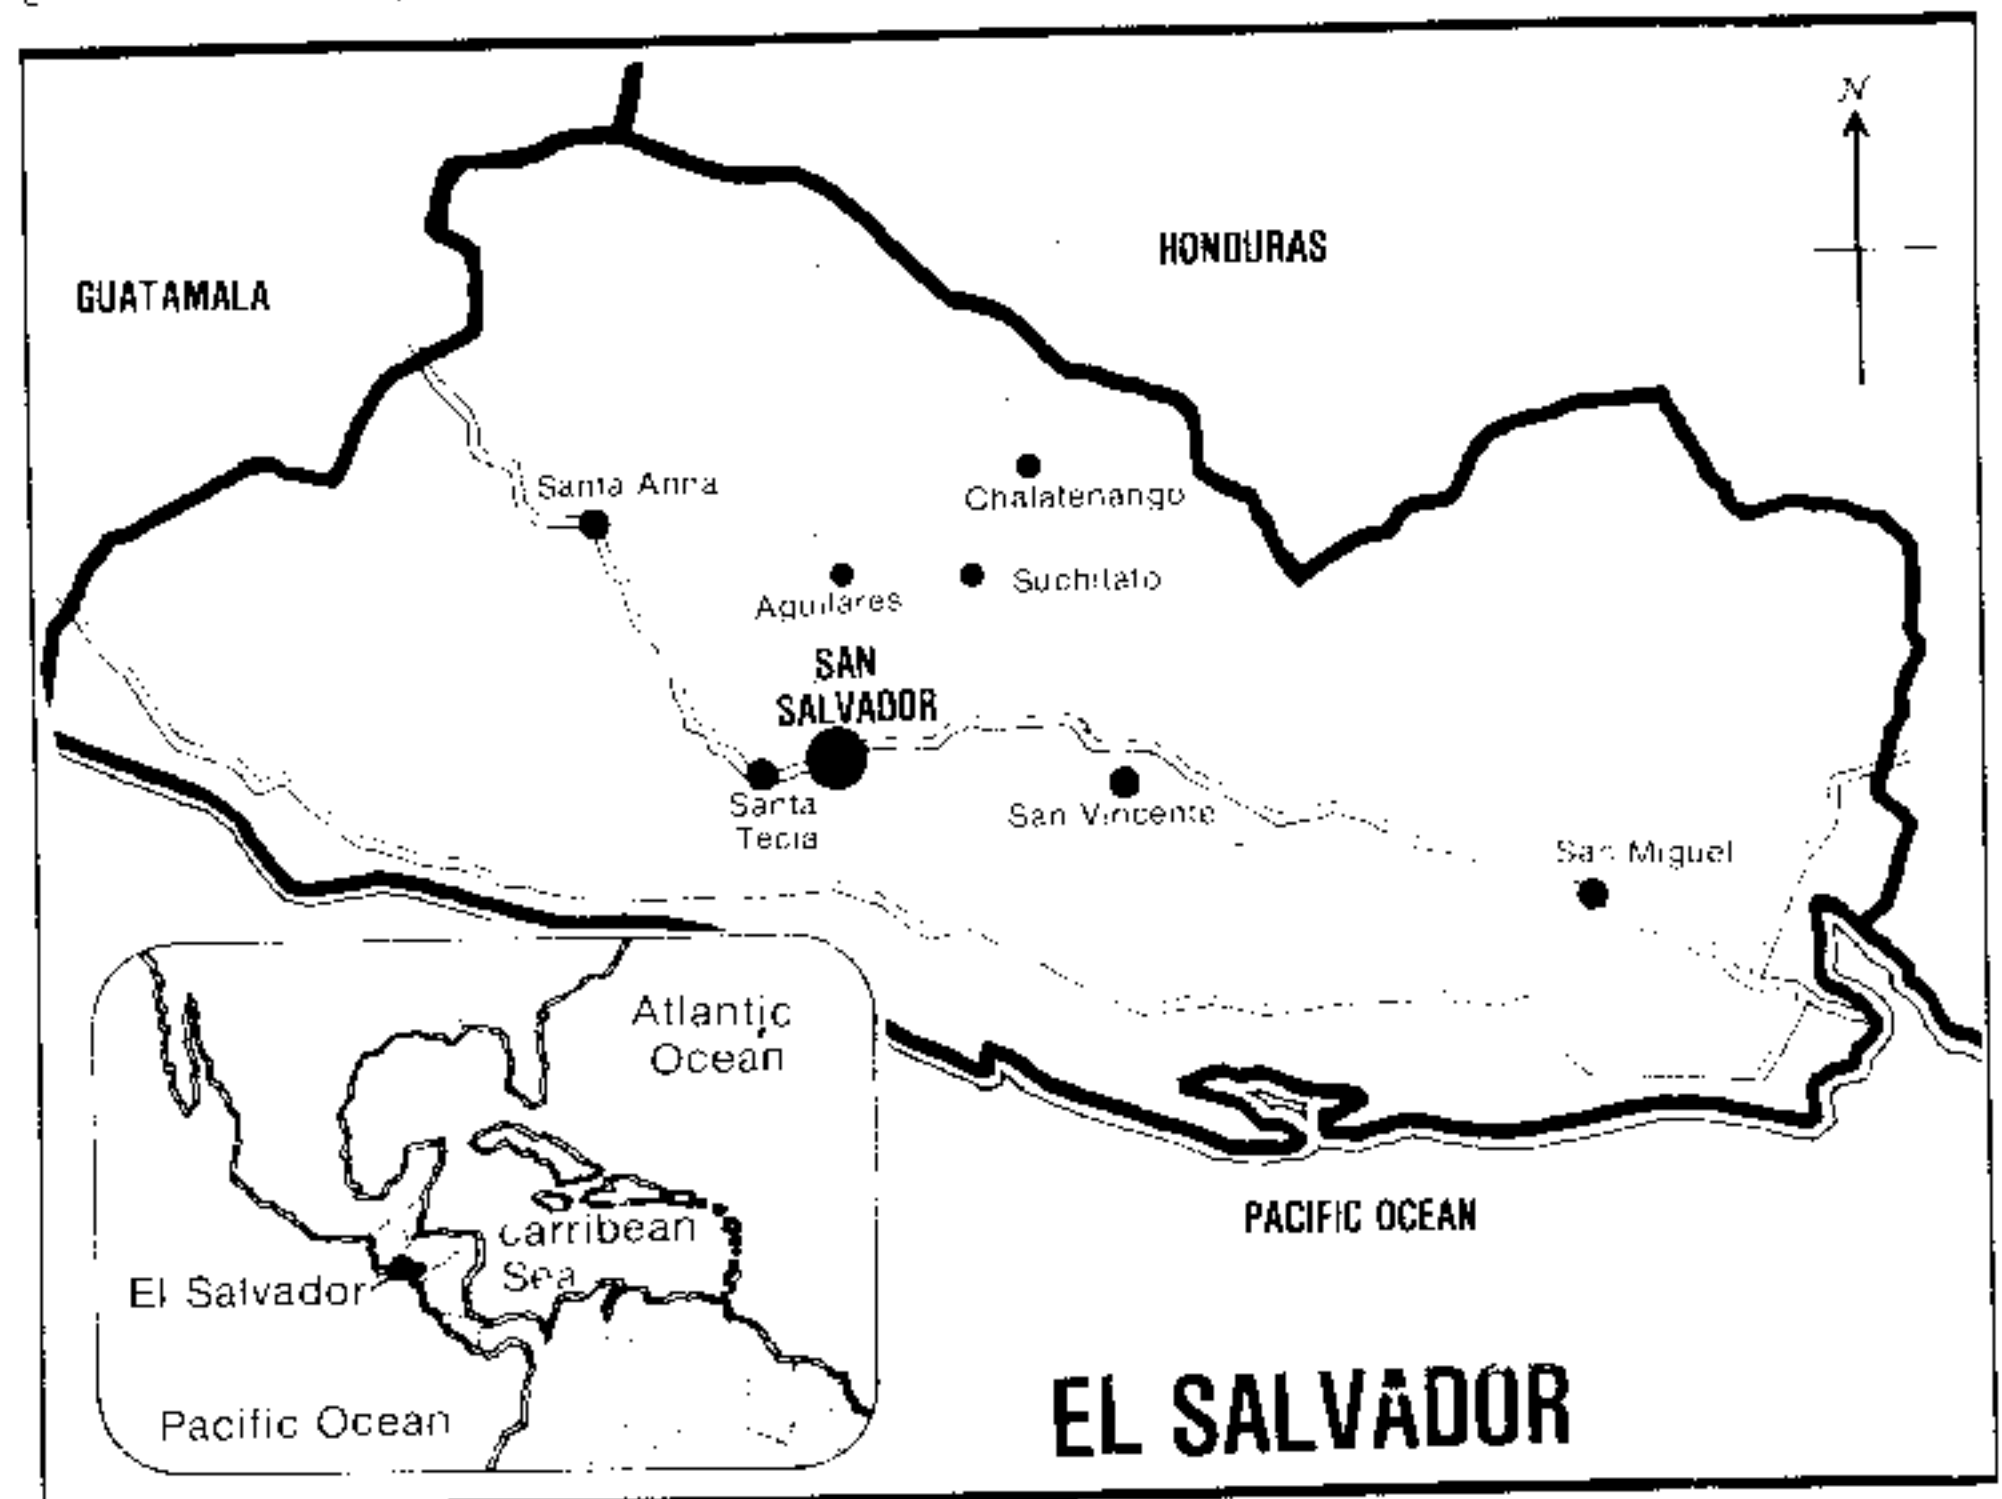 N
HONDURAS
GUATAMALA
Santa Anna
Chalatenango
Suchitato
Aguilares
SAN
SALVADOR
Santa
Tecia
San Vincente
San Miguel
Atlantic
Ocean
Carribean
Sea
El Salvador
Pacific Ocean
PACIFIC OCEAN
EL SALVADOR